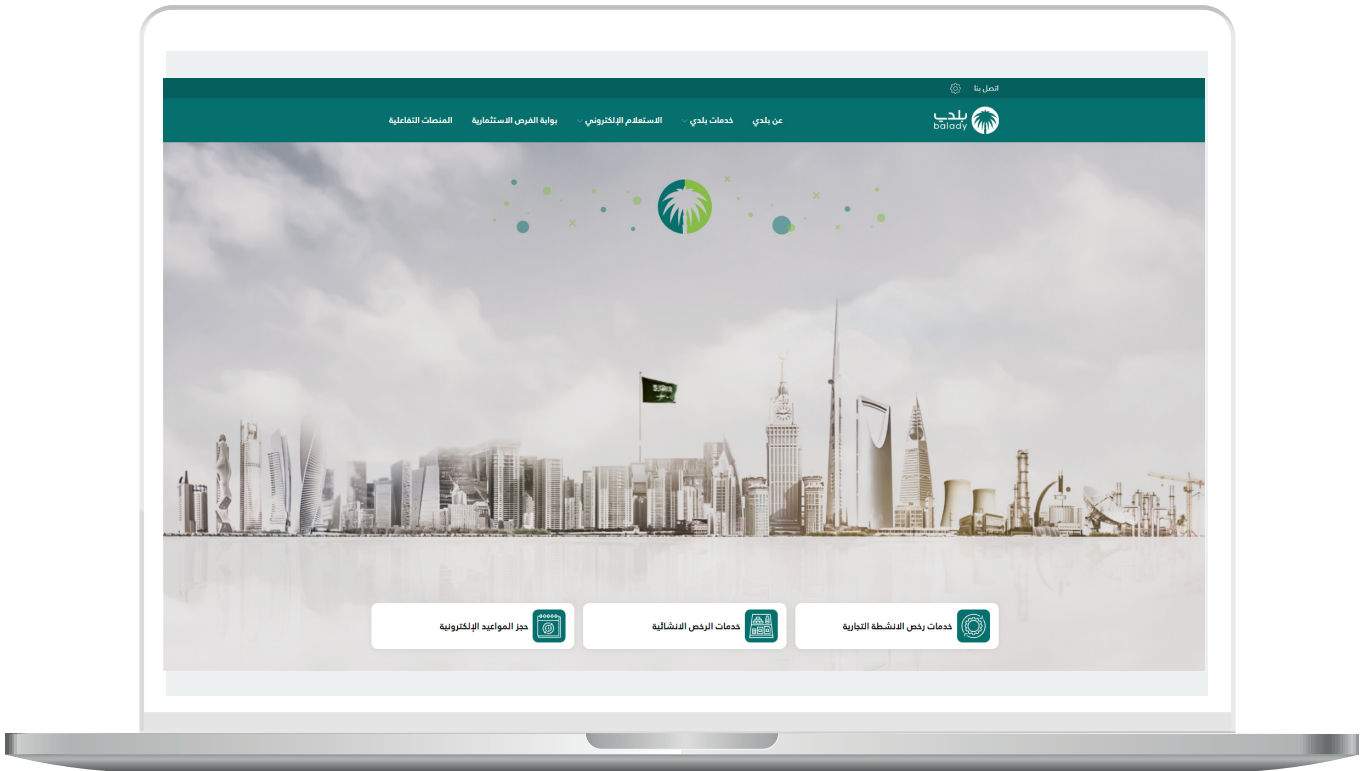 اتصل بنا
بلدي
balady
عن بلدي
خدمات بلدي
الاستعلام الإلكتروني
بوابة الفرص الاستثمارية
المنصات التفاعلية
خدمات رخص الانشطة التجارية
خدمات الرخص الانشائية
حجز المواعيد الإلكترونية